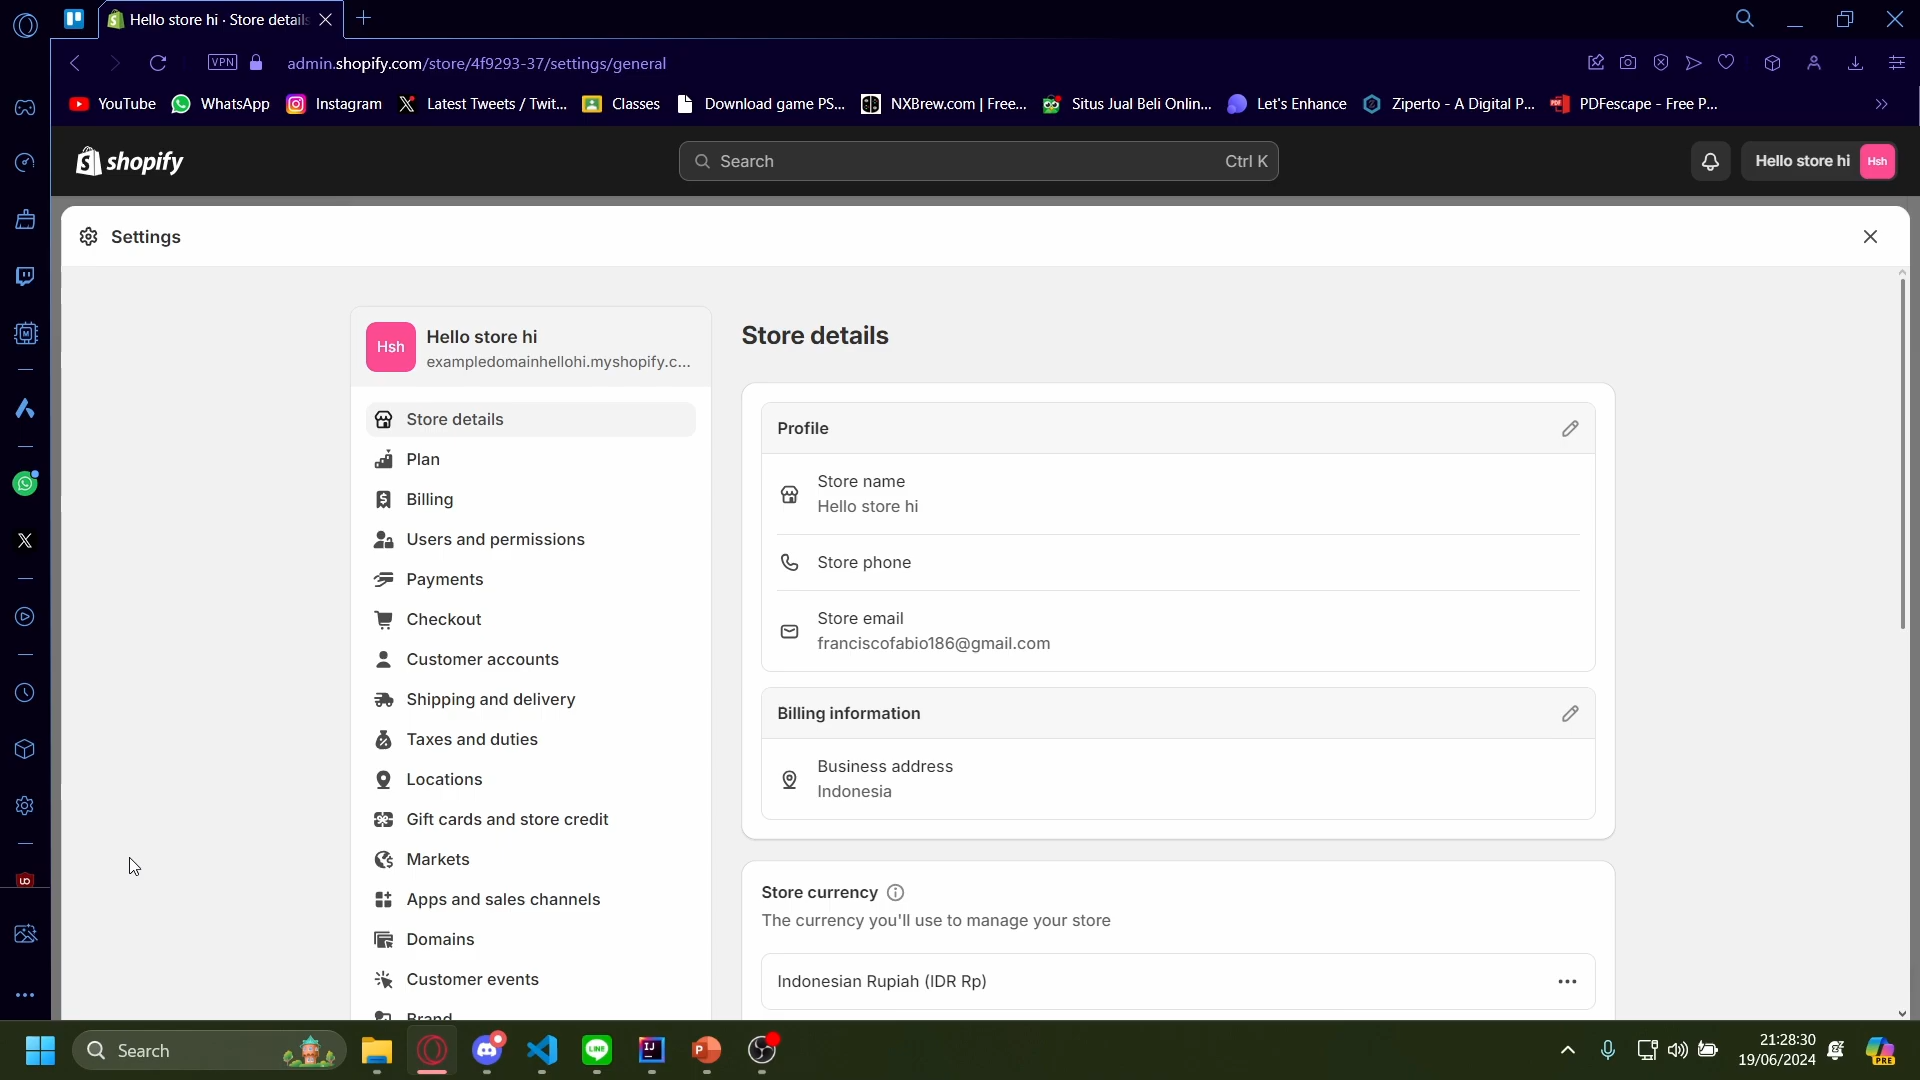 Hello store hi · Store details
VPN
admin.shopify.com/store/4f9293-37/settings/general
YouTube
WhatsApp
Instagram
Latest Tweets / Twit...
Classes
Download game PS...
NXBrew.com | Free...
Situs Jual Beli Onlin...
Let's Enhance
Ziperto - A Digital P...
PDFescape - Free P...
shopify
Search
Ctrl K
Hello store hi
Hsh
Settings
Hsh
Hello store hi
exampledomainhellohi.myshopify.c...
Store details
Plan
Billing
Users and permissions
Payments
Checkout
Customer accounts
Shipping and delivery
Taxes and duties
Locations
Gift cards and store credit
Markets
Apps and sales channels
Domains
Customer events
Brand
Store details
Profile
Store name
Hello store hi
Store phone
Store email
franciscofabio186@gmail.com
Billing information
Business address
Indonesia
Store currency
The currency you'll use to manage your store
Indonesian Rupiah (IDR Rp)
Search
21:28:30
19/06/2024
PRE